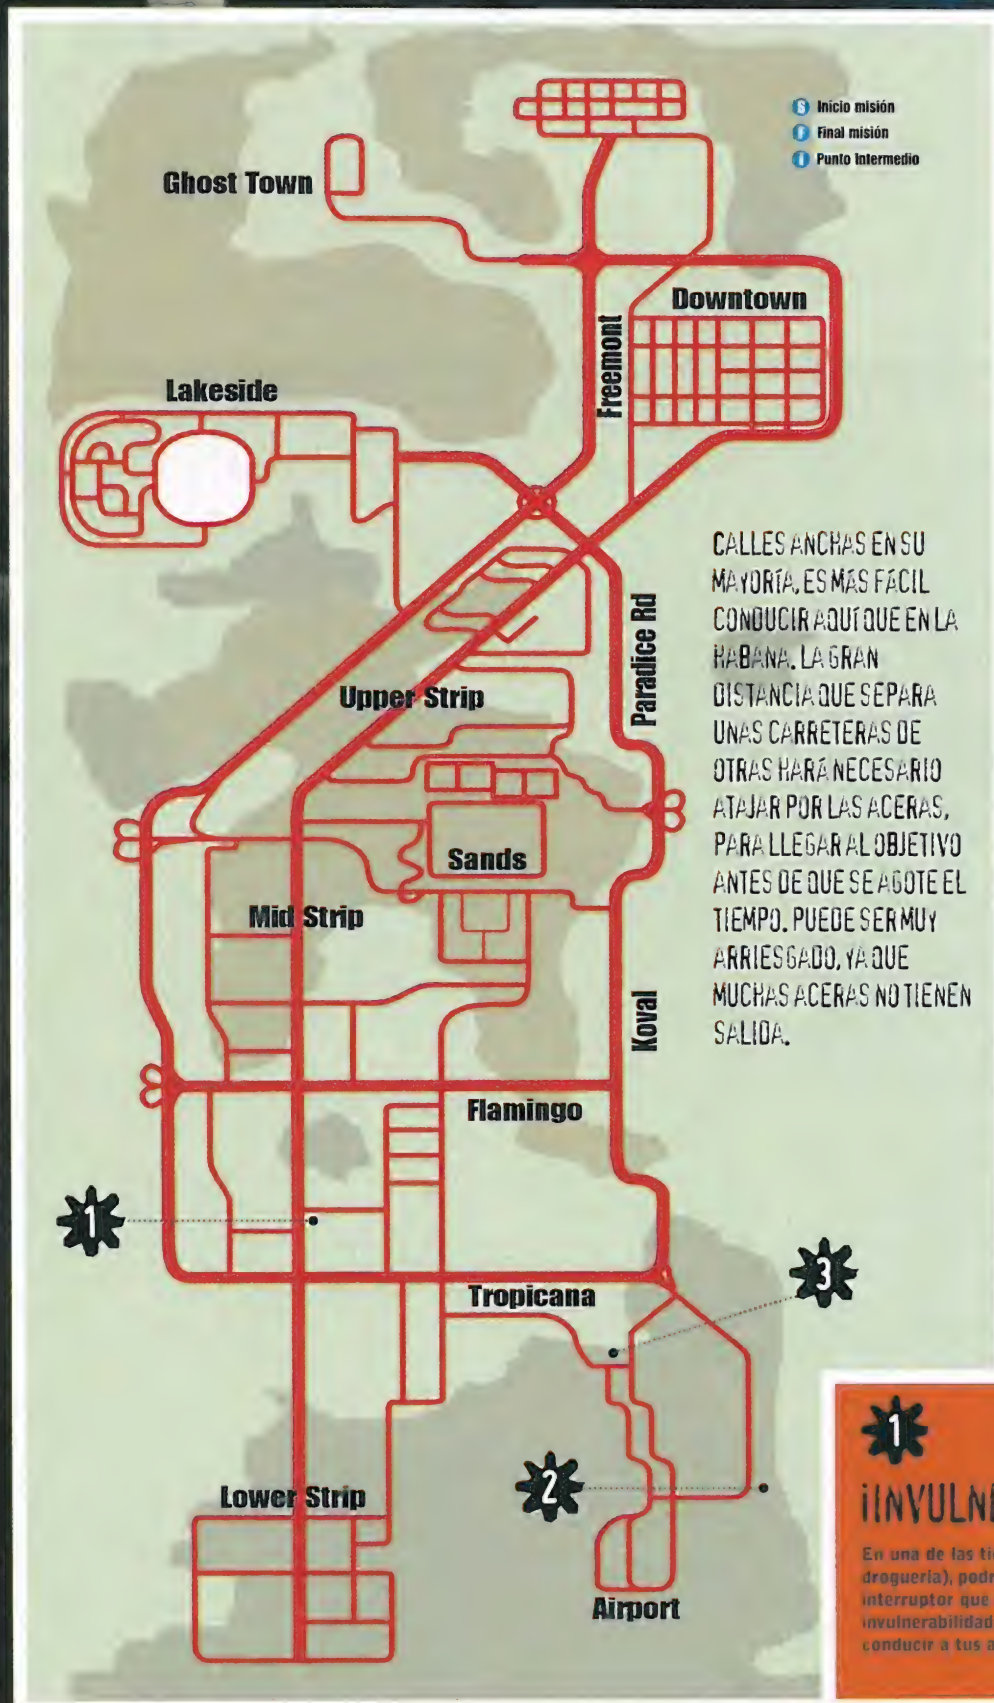 S Inicio misión
F Final misión
I Punto Intermedio
Ghost Town
Downtown
Freemont
Lakeside
Paradice Rd
CALLES ANCHAS EN SU
MAYORÍA, ES MÁS FÁCIL
CONDUCIR AQUÍ QUE EN LA
HABANA. LA GRAN
DISTANCIA QUE SEPARA
UNAS CARRETERAS DE
OTRAS HARÁ NECESARIO
ATAJAR POR LAS ACERAS,
PARA LLEGAR AL OBJETIVO
ANTES DE QUE SE AGOTE EL
TIEMPO. PUEDE SER MUY
ARRIESGADO, YA QUE
MUCHAS ACERAS NO TIENEN
SALIDA.
Upper Strip
Sands
Mid Strip
Koval
Flamingo
1
3
Tropicana
2
Lower Strip
Airport
1
¡INVULN
En una de las ti
droguería), podr
interruptor que
invulnerabilidad
conducir a tus a